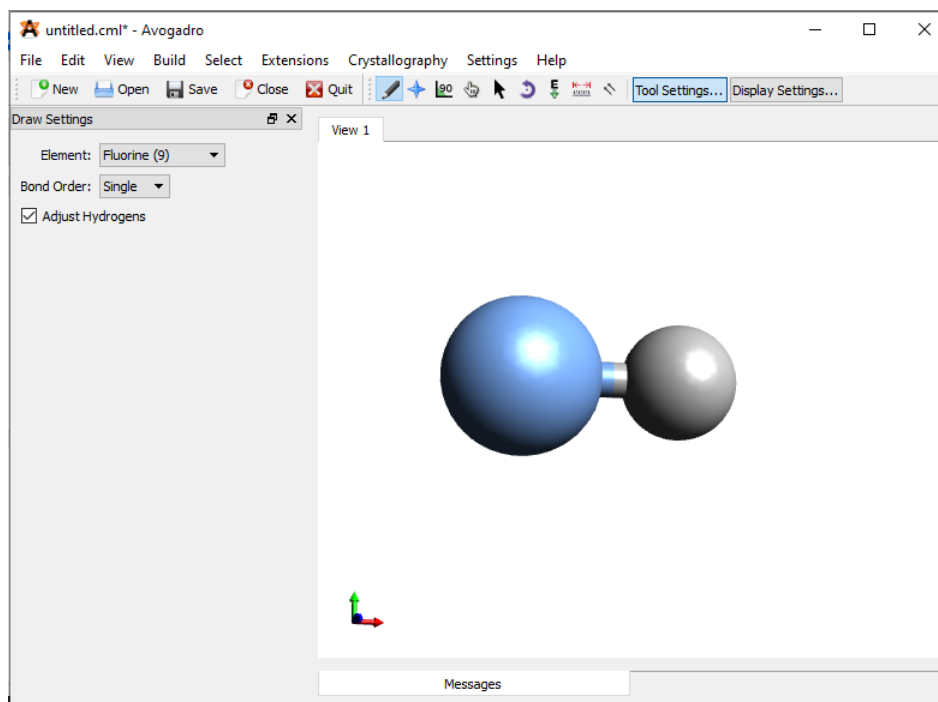 untitled.cml* - Avogadro
File Edit View Build Select Extensions Crystallography Settings Help
New Open Save Close Quit 90 E Tool Settings... Display Settings...
Draw Settings
View 1
Element: Fluorine (9)
Bond Order: Single
Adjust Hydrogens
Messages